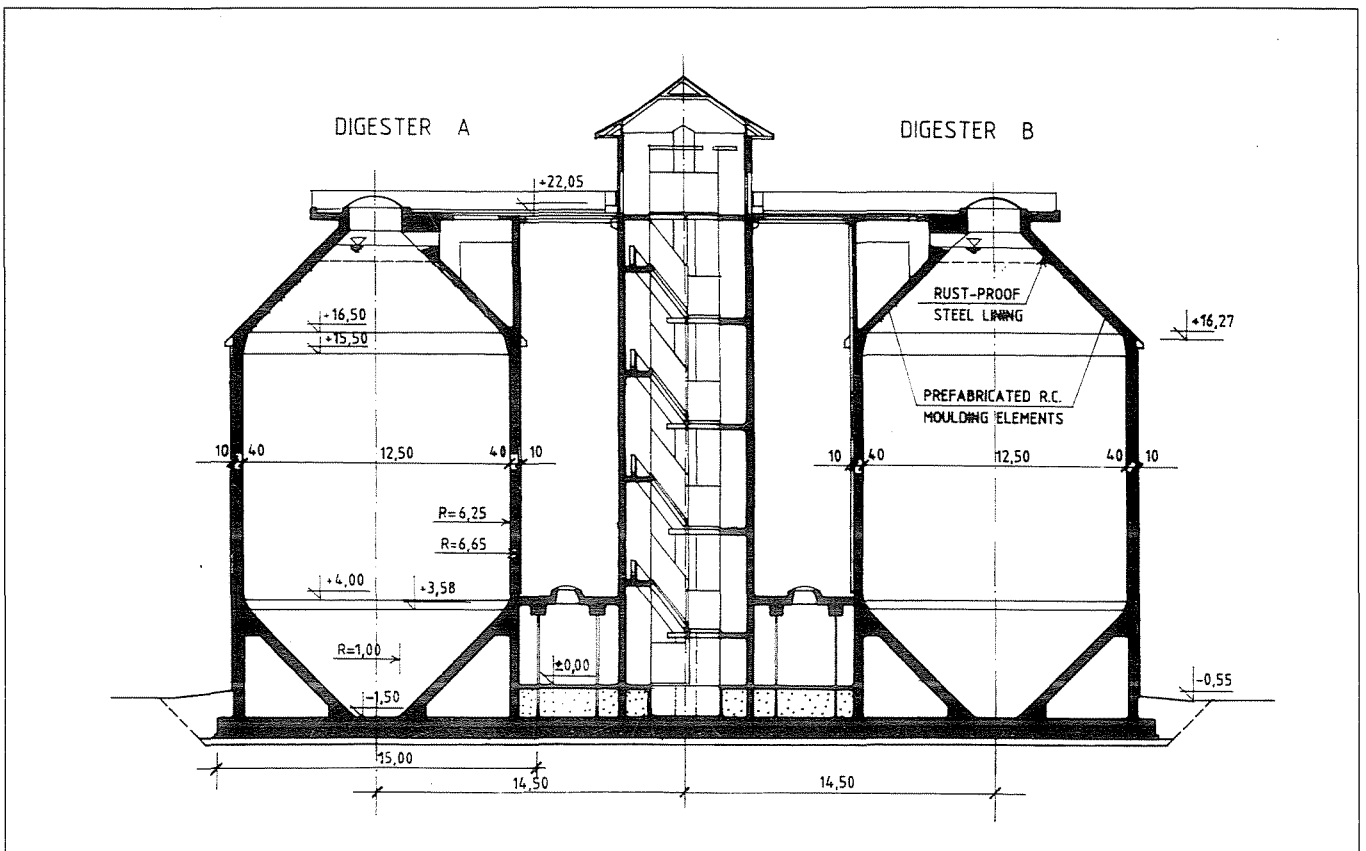 DIGESTER A
DIGESTER B
+22,05
RUST-PROOF
STEEL LINING
+16,50
+15,50
+16,27
PREFABRICATED R.C.
MOULDING ELEMENTS
10 40 12,50 40 10
10 40 12,50 40 10
R=6,25
R=6,65
+4,00
+3,58
R=1,00
±0,00
-1,50
-0,55
15,00
14,50
14,50